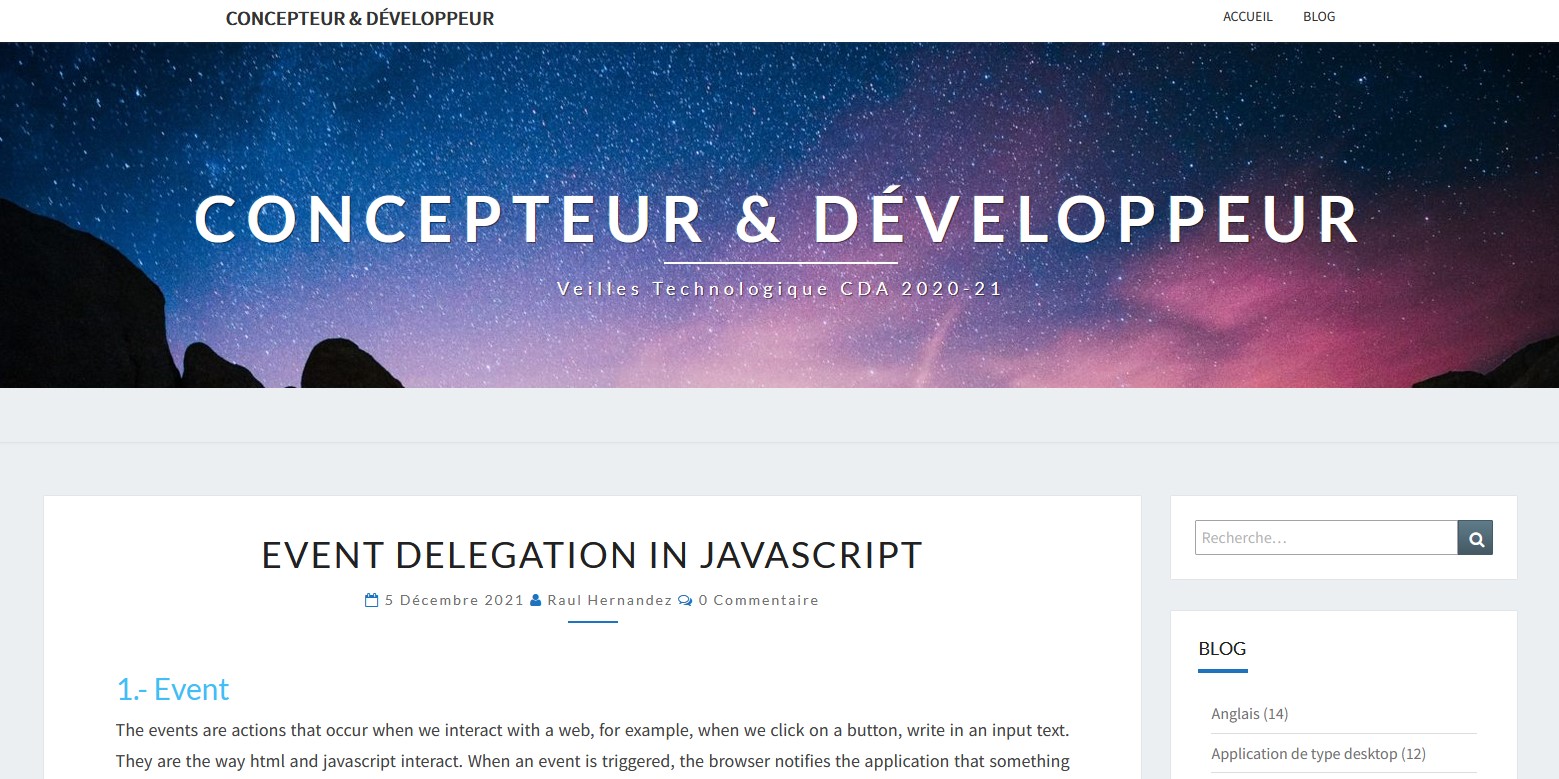 CONCEPTEUR & DÉVELOPPEUR
ACCUEIL BLOG
CONCEPTEUR & DÉVELOPPEUR
Veilles Technologique CDA 2020-21
EVENT DELEGATION IN JAVASCRIPT
5 Décembre 2021 Raul Hernandez 0 Commentaire
1.- Event
The events are actions that occur when we interact with a web, for example, when we click on a button, write in an input text.
They are the way html and javascript interact. When an event is triggered, the browser notifies the application that something
Recherche…
BLOG
Anglais (14)
Application de type desktop (12)